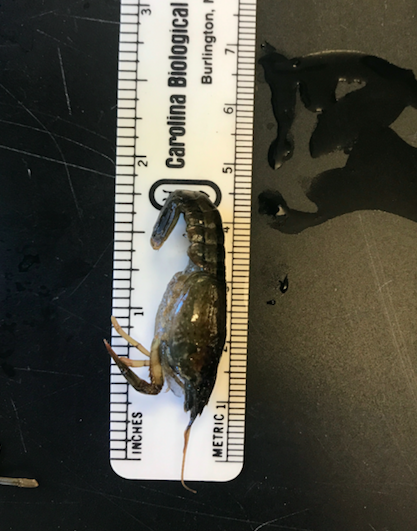 Carolina Biological
Burlington, N
INCHES
1
2
3
METRIC 1
2
3
4
5
6
7